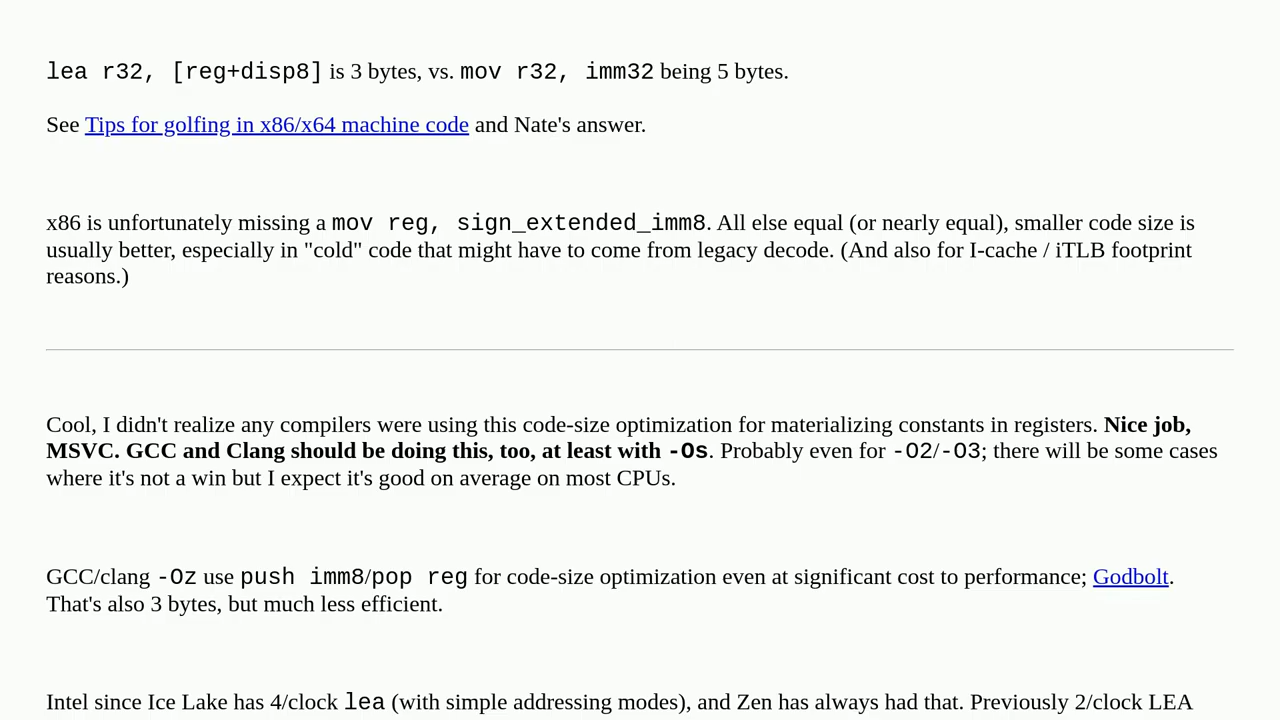 lea r32, [reg+disp8] is 3 bytes, vs. mov r32, imm32 being 5 bytes.
See Tips for golfing in x86/x64 machine code and Nate's answer.
x86 is unfortunately missing a mov reg, sign_extended_imm8. All else equal (or nearly equal), smaller code size is
usually better, especially in "cold" code that might have to come from legacy decode. (And also for I-cache / iTLB footprint
reasons.)
Cool, I didn't realize any compilers were using this code-size optimization for materializing constants in registers. Nice job,
MSVC. GCC and Clang should be doing this, too, at least with -Os. Probably even for -O2/-O3; there will be some cases
where it's not a win but I expect it's good on average on most CPUs.
GCC/clang -Oz use push imm8/pop reg for code-size optimization even at significant cost to performance; Godbolt.
That's also 3 bytes, but much less efficient.
Intel since Ice Lake has 4/clock lea (with simple addressing modes), and Zen has always had that. Previously 2/clock LEA